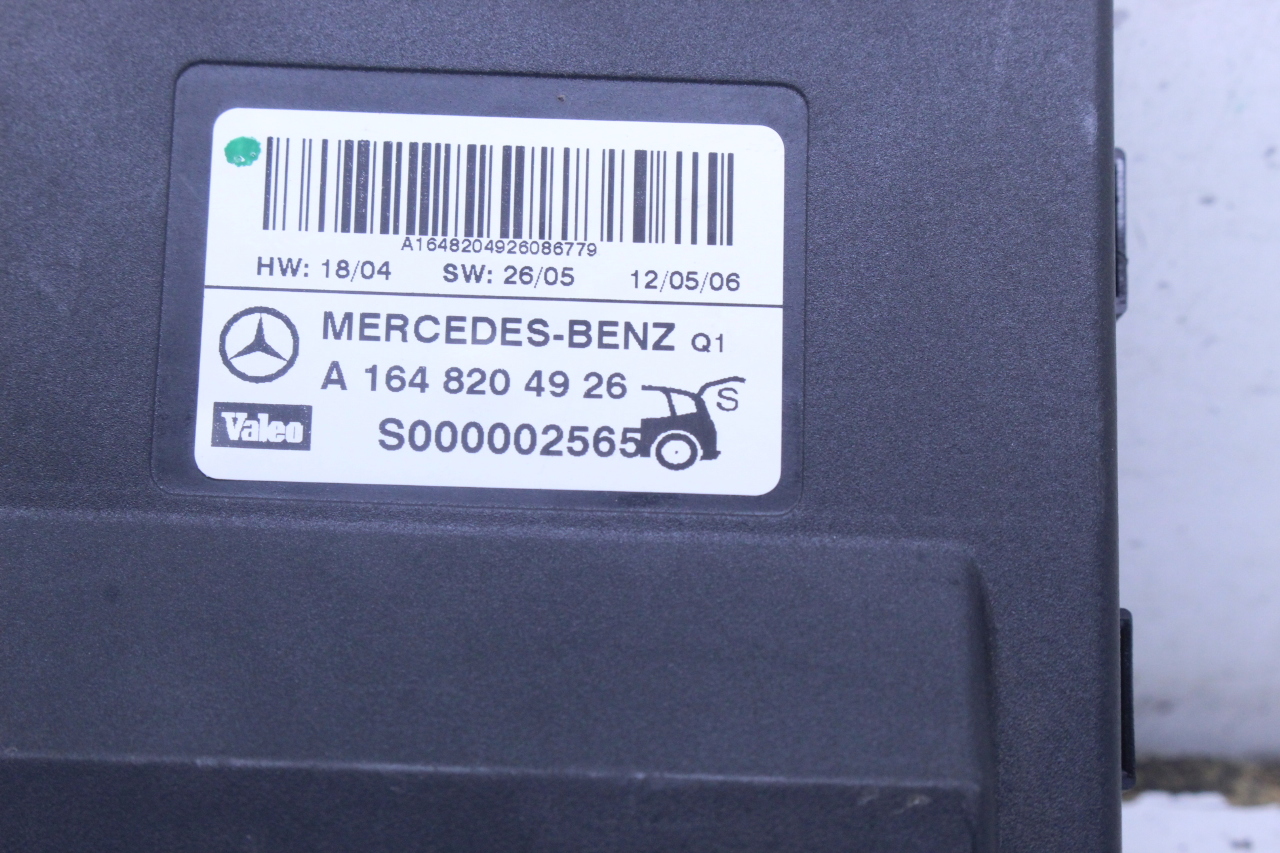 A1648204926086779
HW: 18/04 SW: 26/05 12/05/06
MERCEDES-BENZ Q1
A 164 820 49 26
S
Valeo S000002565